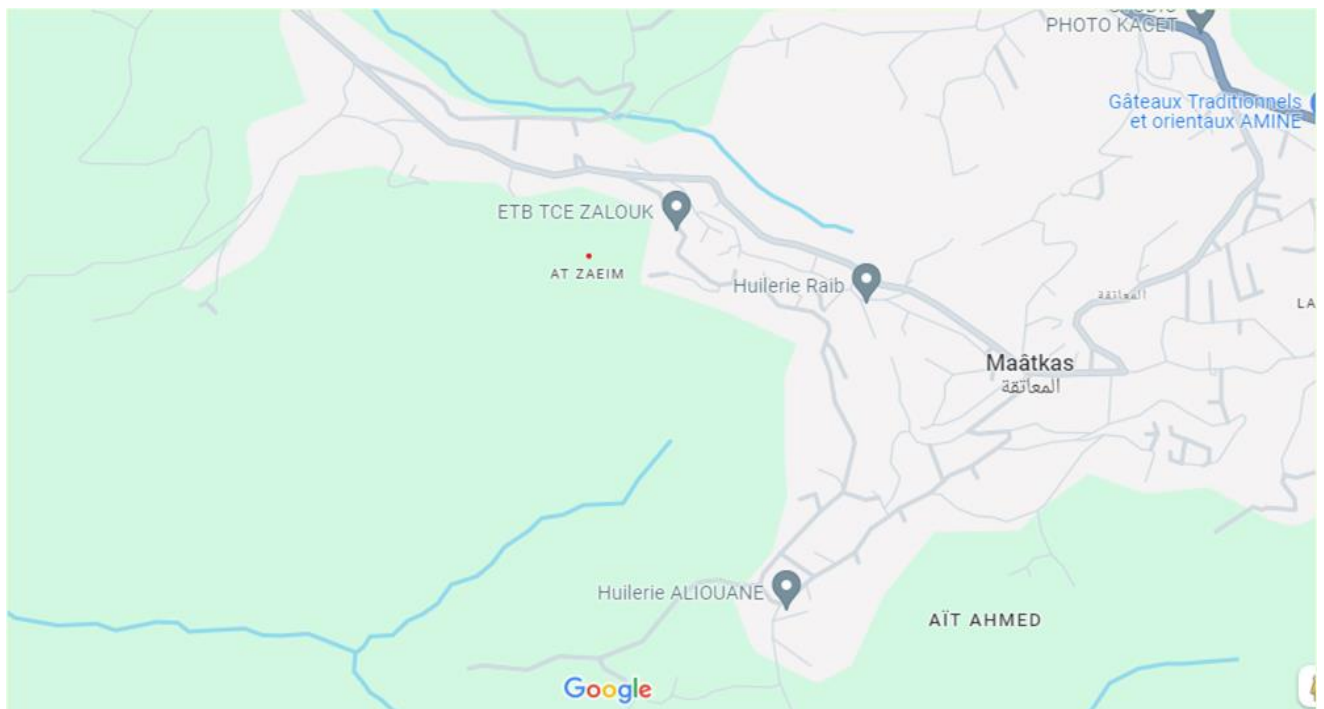 PHOTO KACET
Gâteaux Traditionnels
et orientaux AMINE
ETB TCE ZALOUK
AT ZAEIM
Huilerie Raib
المعاتقة
LA
Maâtkas
المعاتقة
Huilerie ALIOUANE
AÏT AHMED
Google